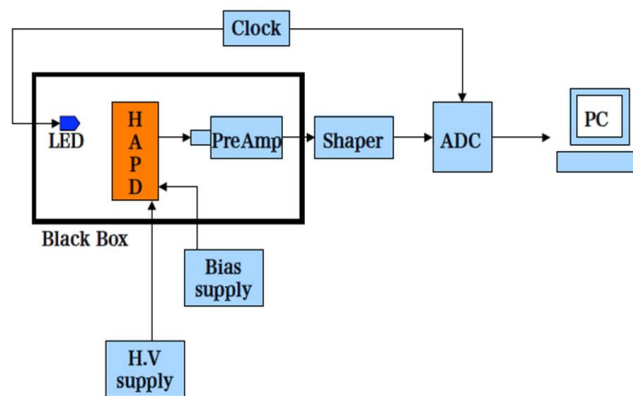 Clock
LED
H
A
P
D
PreAmp
Shaper
ADC
PC
Black Box
Bias
supply
H.V
supply